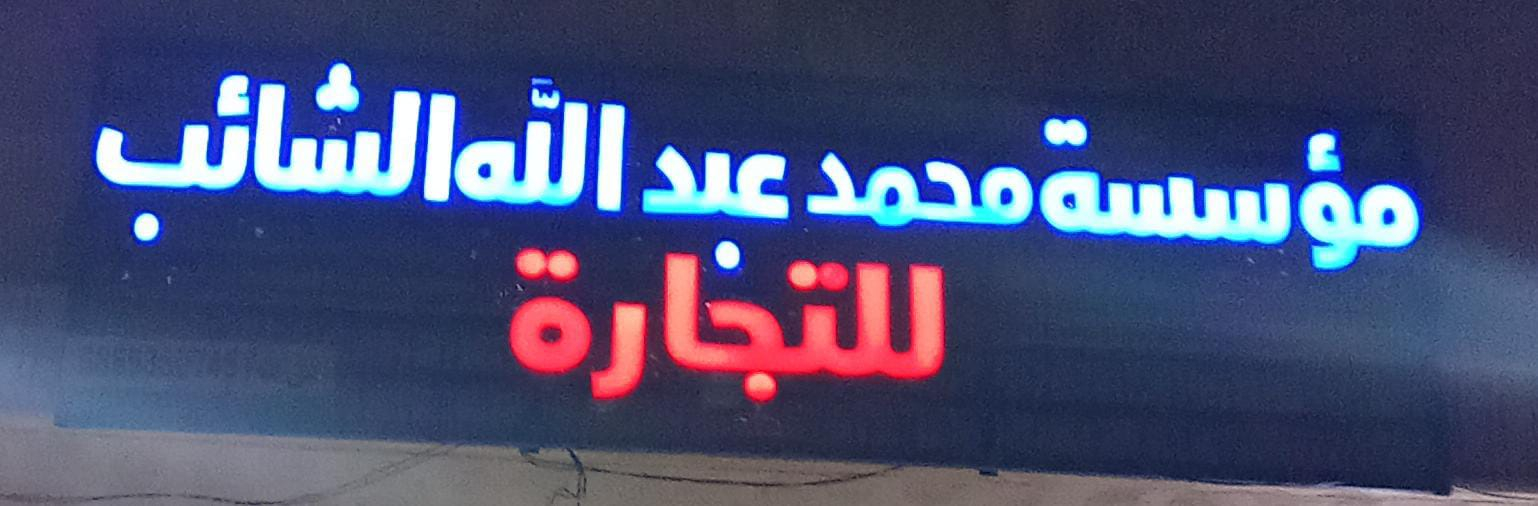 مؤسسة محمد عبد اللَّه الشائب
للتجارة